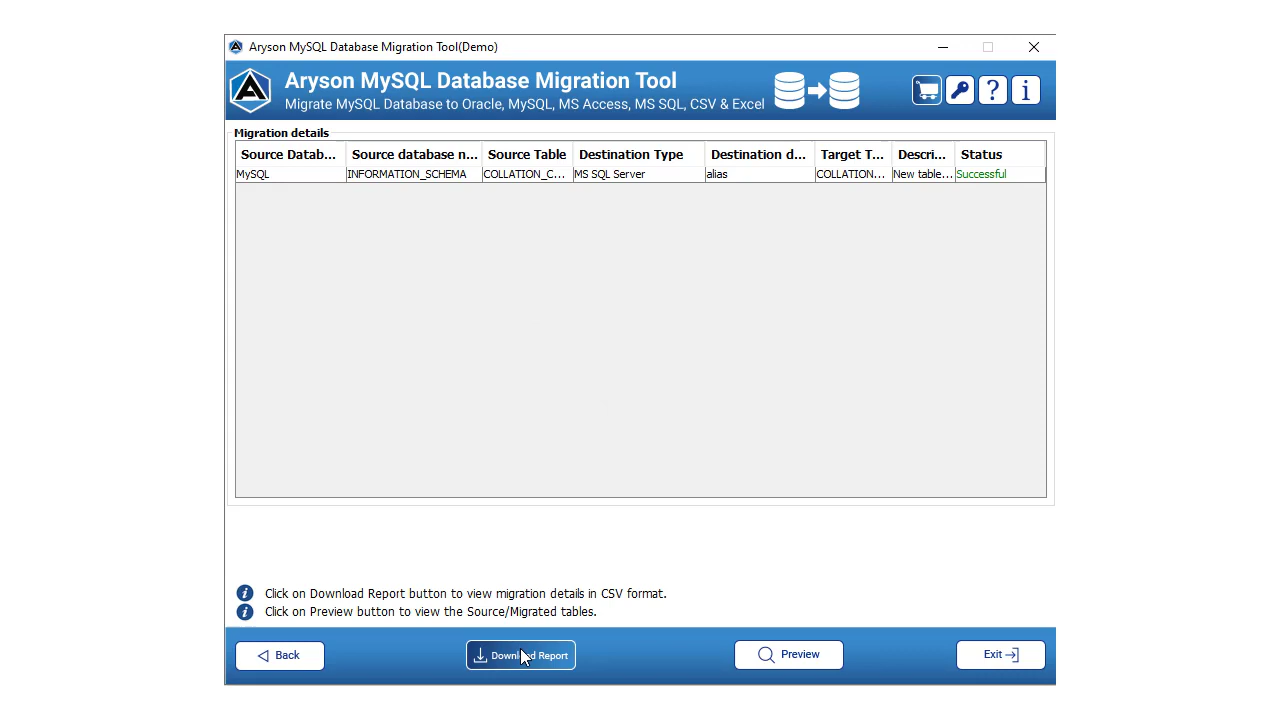 Aryson MySQL Database Migration Tool(Demo)
Aryson MySQL Database Migration Tool
Migrate MySQL Database to Oracle, MySQL, MS Access, MS SQL, CSV & Excel
Migration details
Source Datab... Source database n... Source Table Destination Type Destination d... Target T... Descri... Status
MySQL INFORMATION_SCHEMA COLLATION_C... MS SQL Server alias COLLATION... New table... Successful
Click on Download Report button to view migration details in CSV format.
Click on Preview button to view the Source/Migrated tables.
Back Download Report Preview Exit